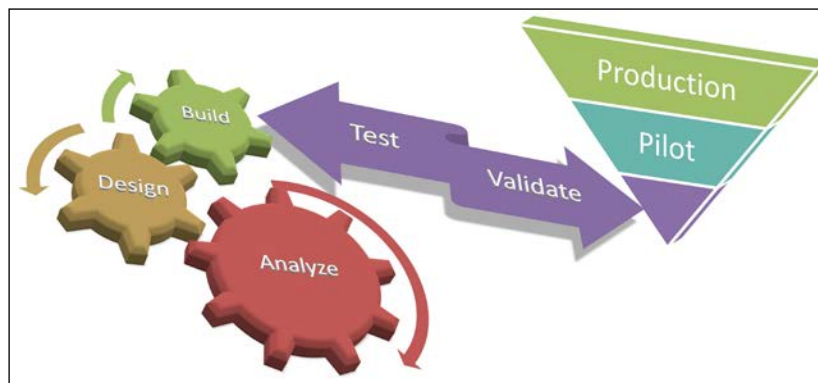 Build
Design
Analyze
Test
Validate
Production
Pilot